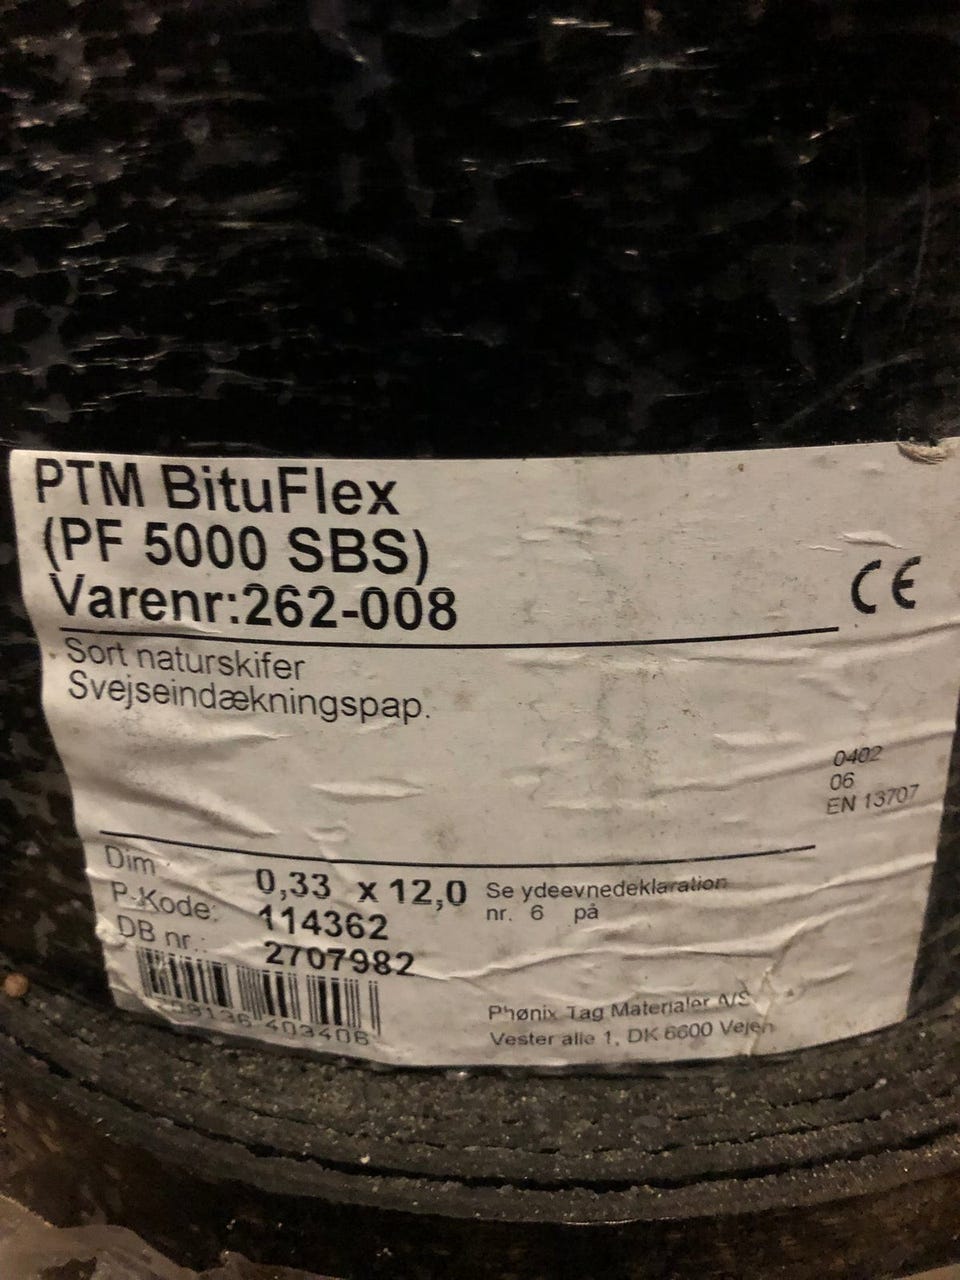 PTM BituFlex
(PF 5000 SBS)
Varenr:262-008
CE
Sort naturskifer
Svejseindækningspap.
0402
06
EN 13707
Dim 0,33 x 12,0
P-Kode: 114362
DB nr.: 2707982
Se ydeevnedeklaration
nr. 6 på
403406
Phønix Tag Materialer A/S
Vester alle 1, DK 6600 Vejen